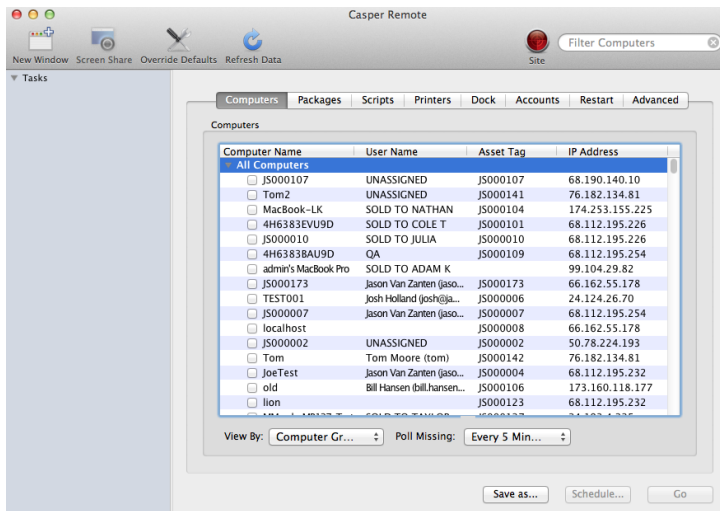 Casper Remote
New Window Screen Share Override Defaults Refresh Data Site Filter Computers
Tasks
Computers Packages Scripts Printers Dock Accounts Restart Advanced
Computers
Computer Name User Name Asset Tag IP Address
All Computers
JS000107 UNASSIGNED JS000107 68.190.140.10
Tom2 UNASSIGNED JS000141 76.182.134.81
MacBook-LK SOLD TO NATHAN JS000104 174.253.155.225
4H6383EVU9D SOLD TO COLE T JS000101 68.112.195.226
JS000010 SOLD TO JULIA JS000010 68.112.195.226
4H6383BAU9D QA JS000109 68.112.195.254
admin's MacBook Pro SOLD TO ADAM K 99.104.29.82
JS000173 Jason Van Zanten (jaso... JS000173 66.162.55.178
TEST001 Josh Holland (josh@ja... JS000006 24.124.26.70
JS000007 Jason Van Zanten (jaso... JS000007 68.112.195.254
localhost JS000008 66.162.55.178
JS000002 UNASSIGNED JS000002 50.78.224.193
Tom Tom Moore (tom) JS000142 76.182.134.81
JoeTest Jason Van Zanten (jaso... JS000004 68.112.195.232
old Bill Hansen (bill.hansen... JS000106 173.160.118.177
lion JS000123 68.112.195.232
View By: Computer Gr... Poll Missing: Every 5 Min...
Save as... Schedule... Go